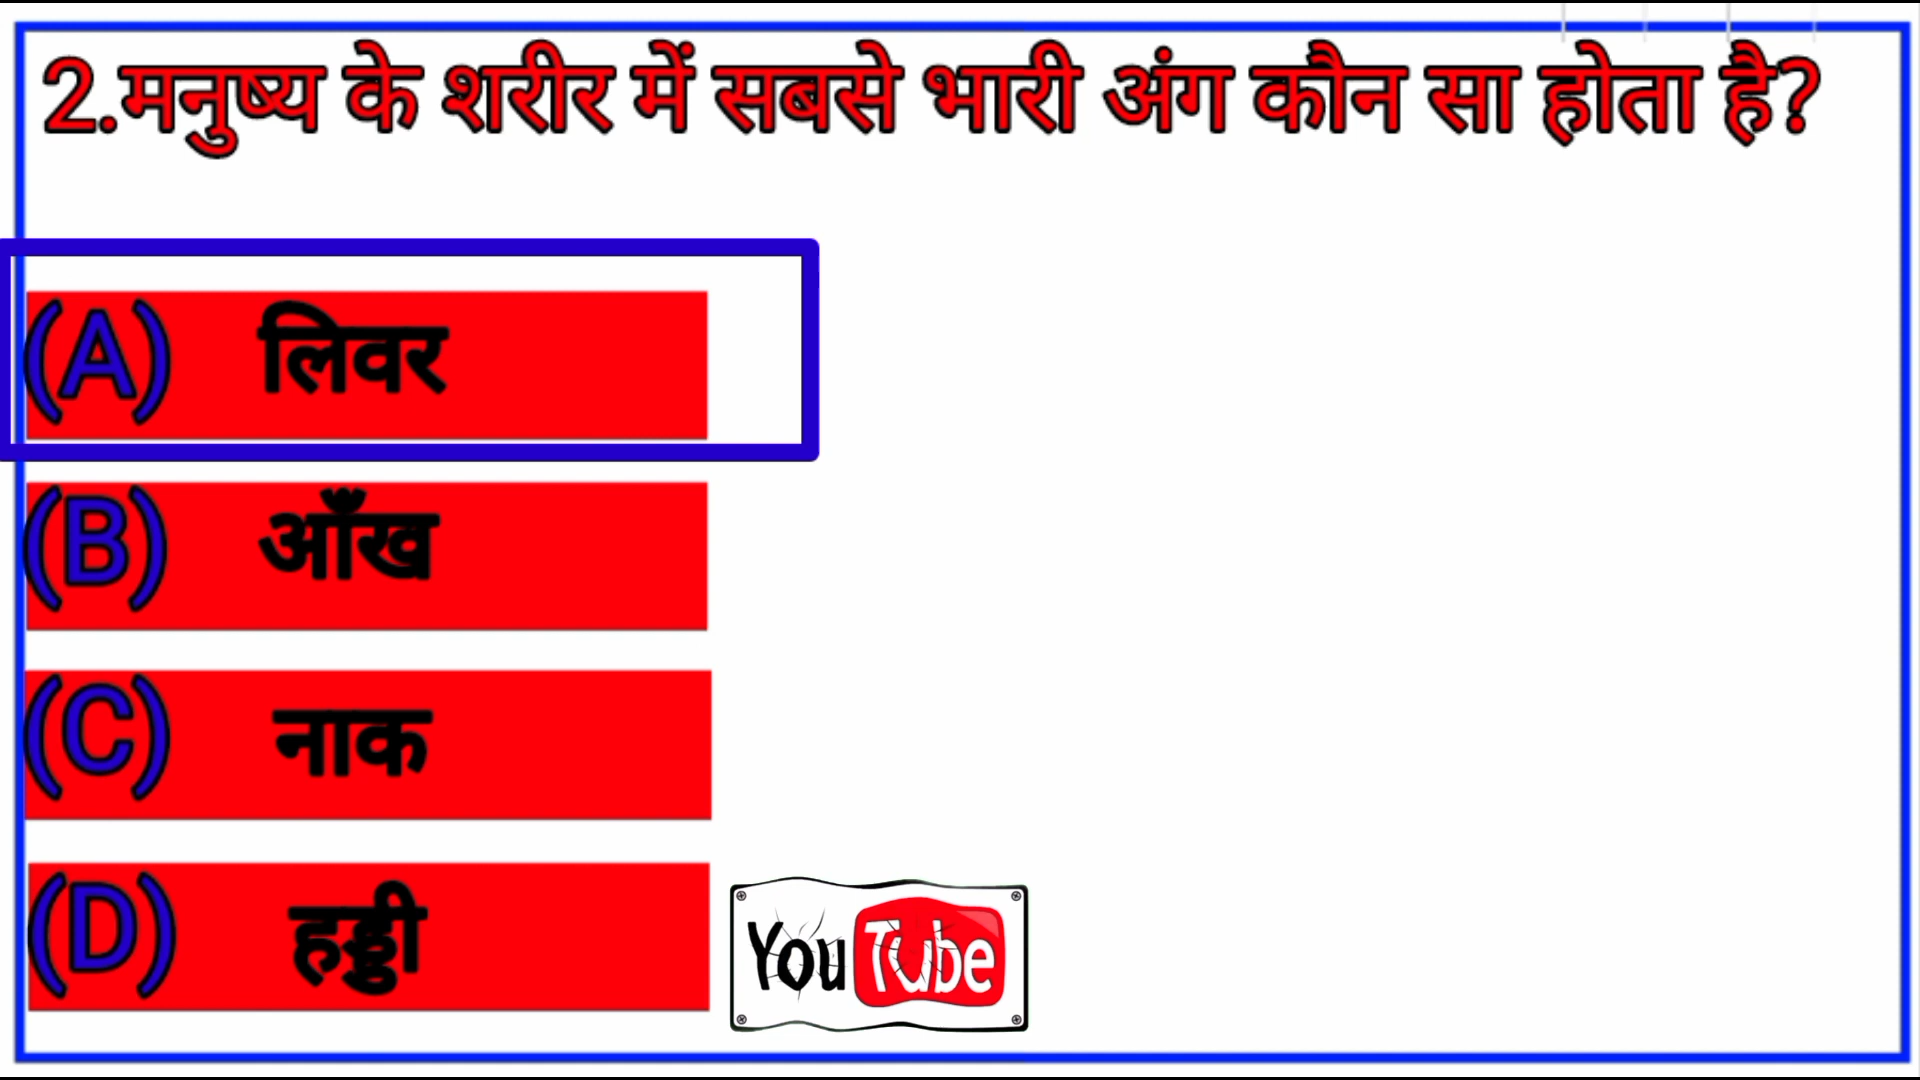 2.मनुष्य के शरीर में सबसे भारी अंग कौन सा होता है?
(A) लिवर
(B) आँख
(C) नाक
(D) हड्डी
YouTube